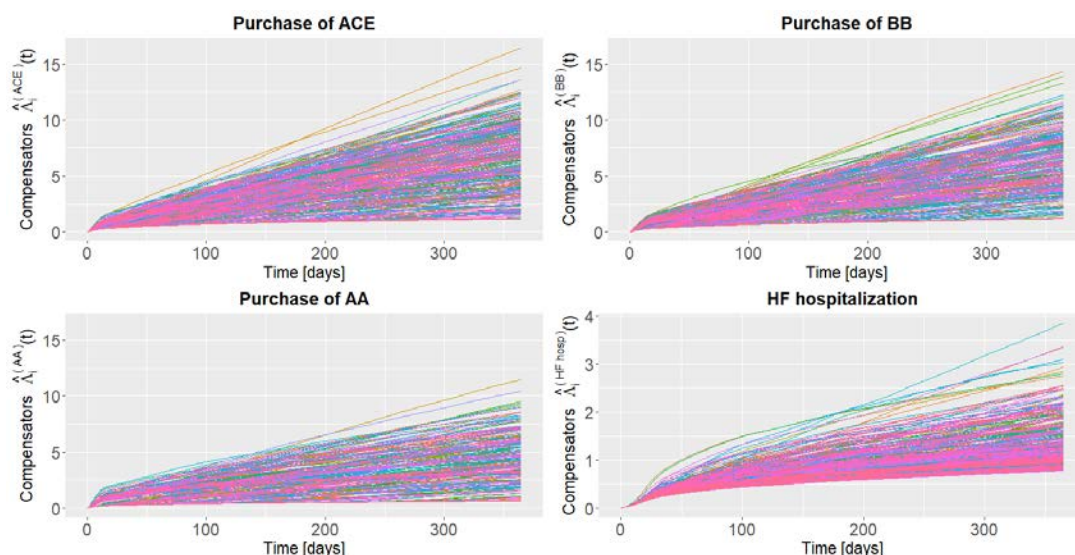 Purchase of ACE
Compensators Λ̂ᵢ⁽ᴬᶜᴱ⁾(t)
15
10
5
0
0 100 200 300
Time [days]
Purchase of BB
Compensators Λ̂ᵢ⁽ᴮᴮ⁾(t)
15
10
5
0
0 100 200 300
Time [days]
Purchase of AA
Compensators Λ̂ᵢ⁽ᴬᴬ⁾(t)
15
10
5
0
0 100 200 300
Time [days]
HF hospitalization
Compensators Λ̂ᵢ^(HF hosp)(t)
4
3
2
1
0
0 100 200 300
Time [days]